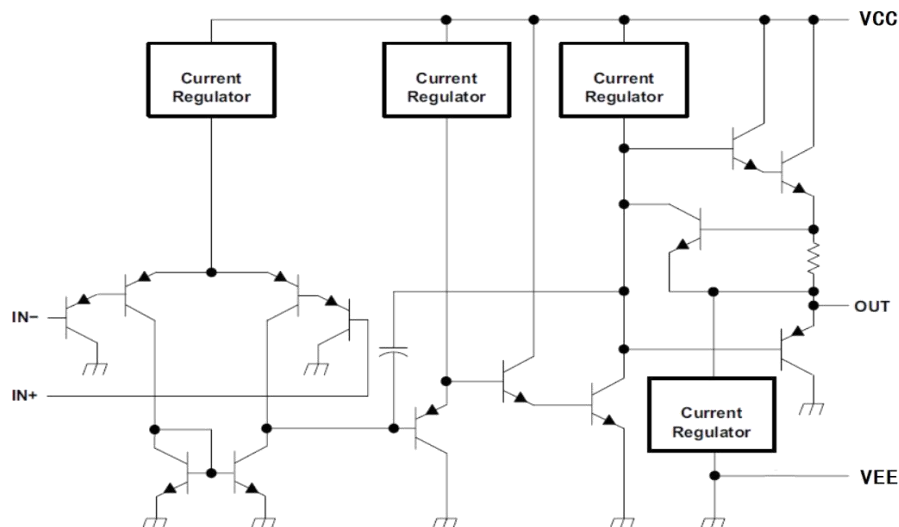 VCC
Current
Regulator
Current
Regulator
Current
Regulator
IN−
OUT
IN+
Current
Regulator
VEE